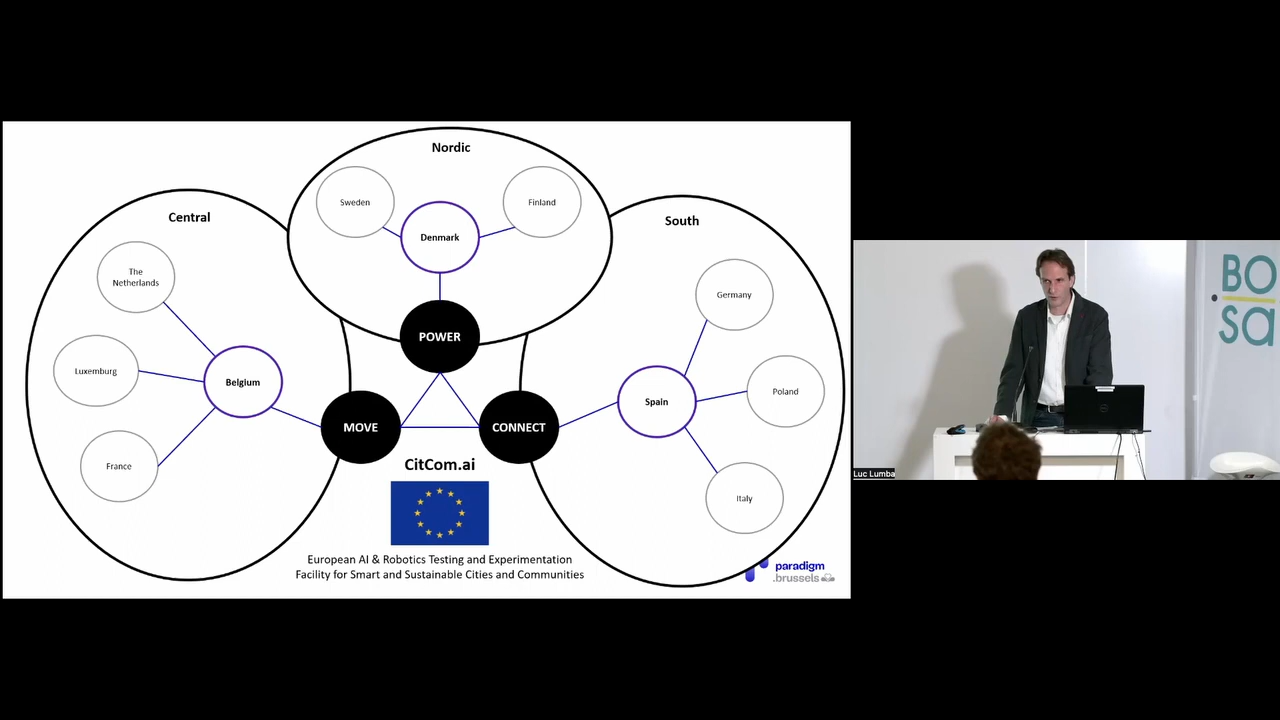 Nordic
Sweden
Finland
Denmark
Central
South
The
Netherlands
Germany
POWER
Luxemburg
Belgium
Spain
Poland
MOVE
CONNECT
France
CitCom.ai
Italy
European AI & Robotics Testing and Experimentation
Facility for Smart and Sustainable Cities and Communities
paradigm
.brussels
BO
sa
Luc Lumba